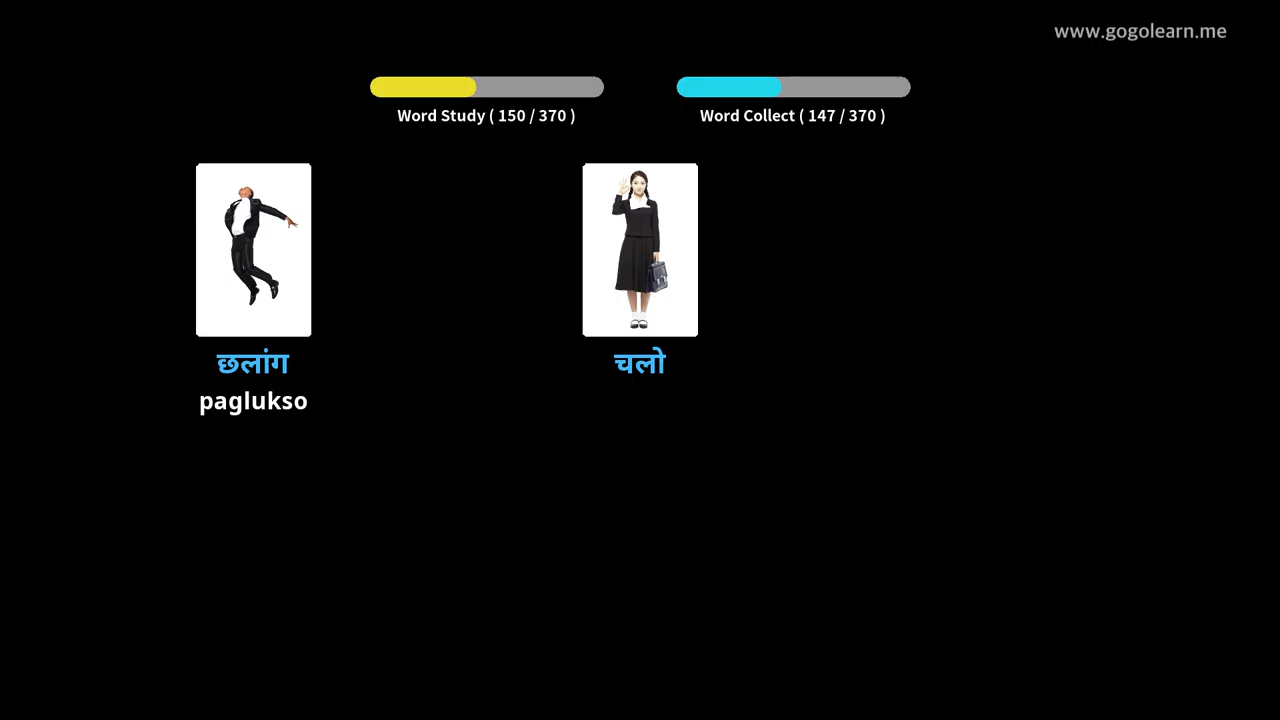 www.gogolearn.me
Word Study ( 150 / 370 )
Word Collect ( 147 / 370 )
छलांग
paglukso
चलो